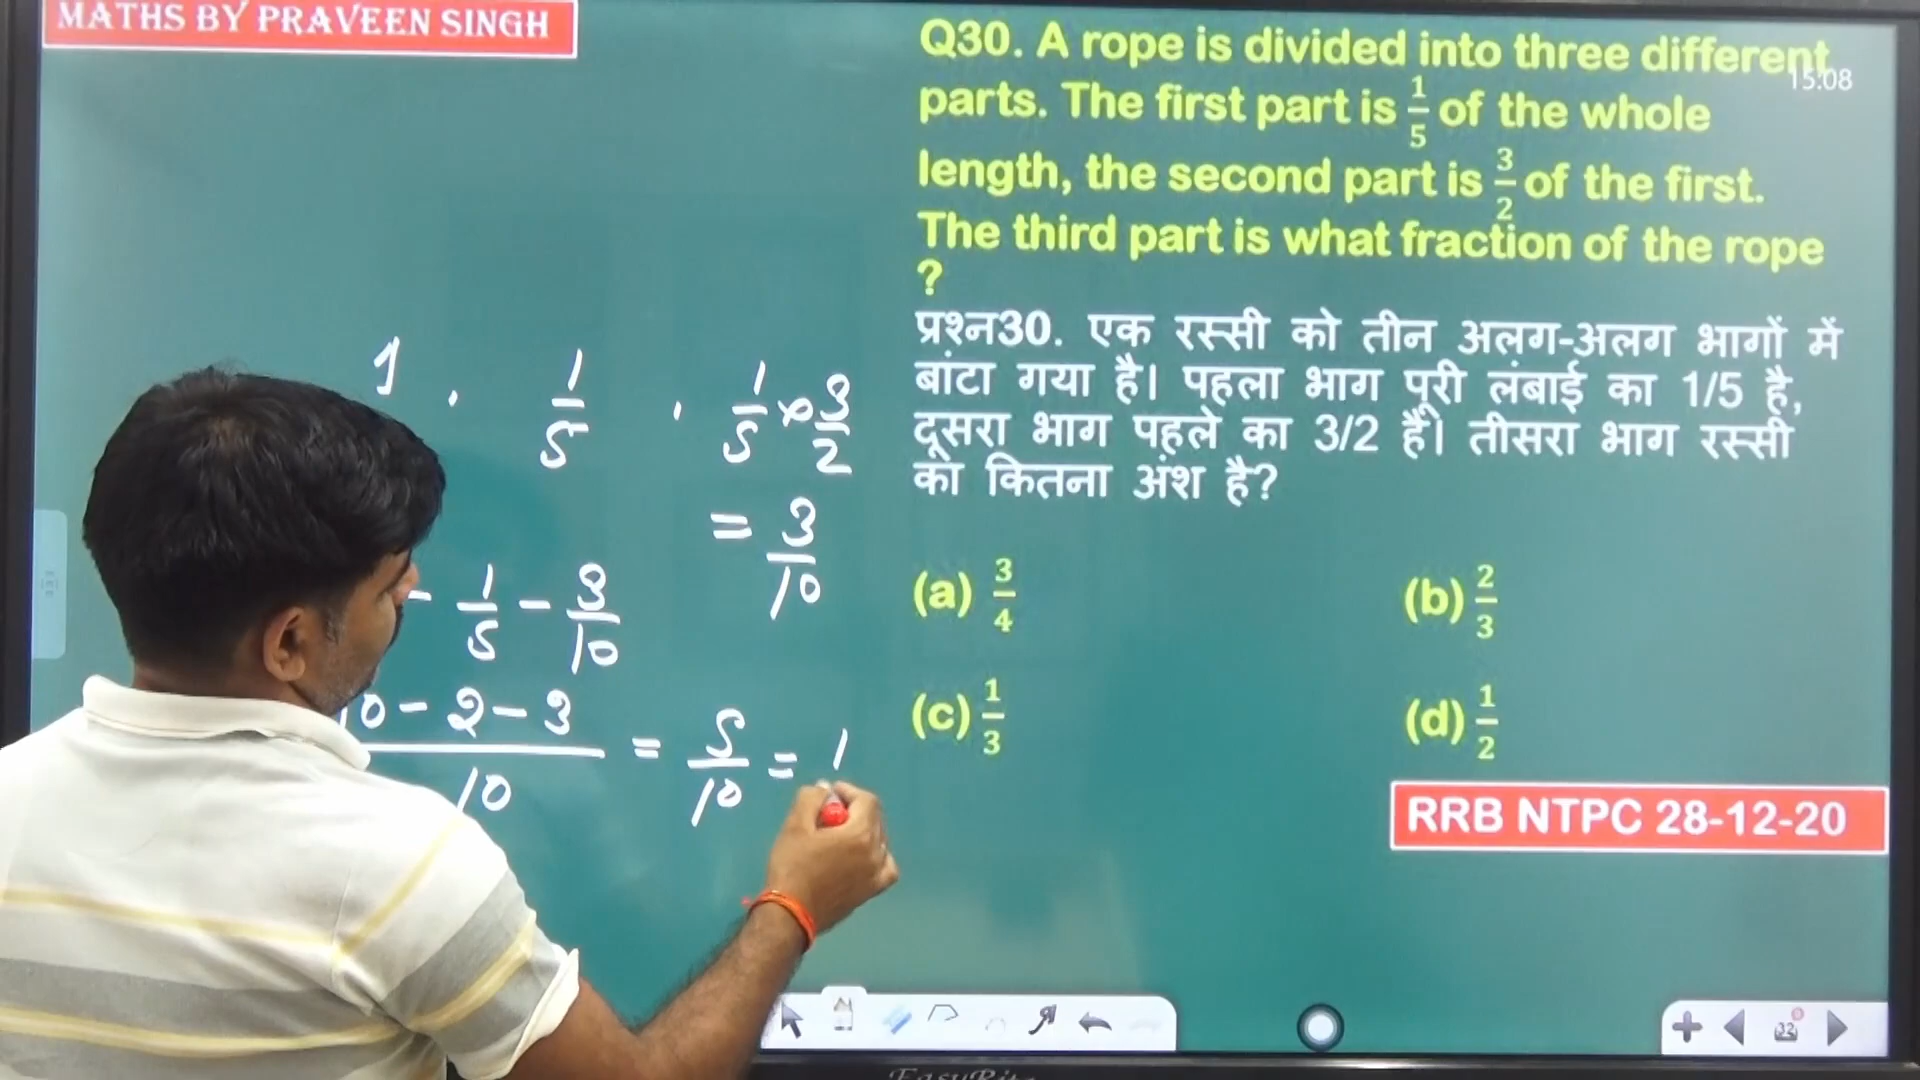 MATHS BY PRAVEEN SINGH
15:08
Q30. A rope is divided into three different
parts. The first part is 1/5 of the whole
length, the second part is 3/2 of the first.
The third part is what fraction of the rope
?
प्रश्न30. एक रस्सी को तीन अलग-अलग भागों में
बांटा गया है। पहला भाग पूरी लंबाई का 1/5 है,
दूसरा भाग पहले का 3/2 है। तीसरा भाग रस्सी
का कितना अंश है?
(a) 3/4
(b) 2/3
(c) 1/3
(d) 1/2
RRB NTPC 28-12-20
1 . 1/5 . 1/5 × 3/2
= 3/10
- 1/5 - 3/10
10 - 2 - 3 / 10 = 5/10 = 1
32